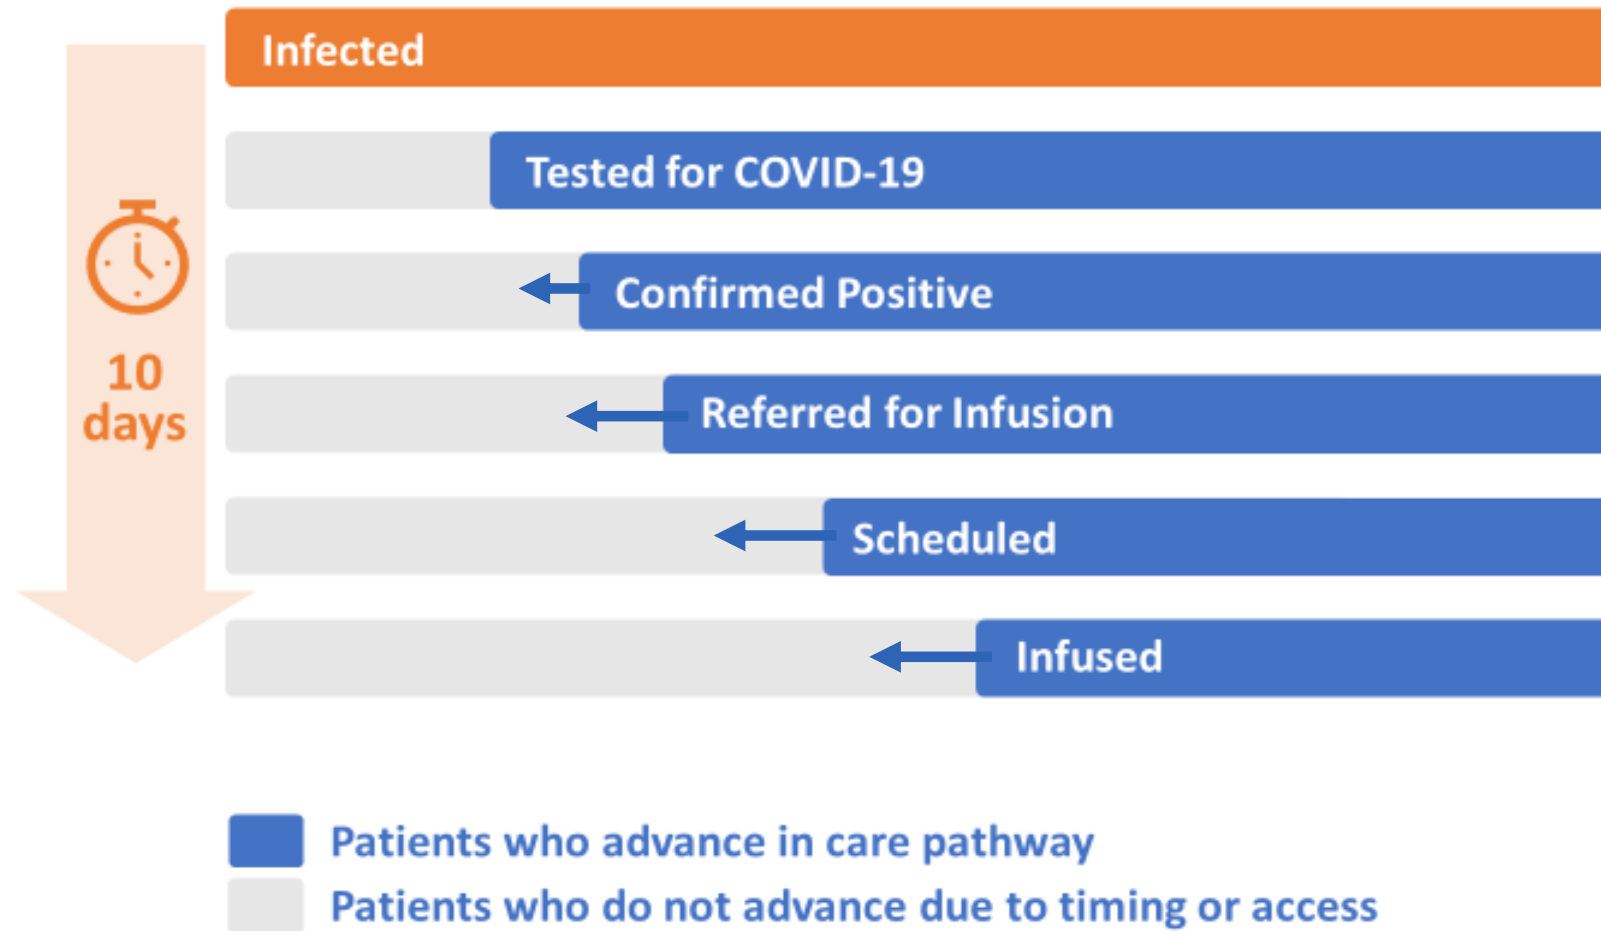 Infected
Tested for COVID-19
Confirmed Positive
10
days
Referred for Infusion
Scheduled
Infused
Patients who advance in care pathway
Patients who do not advance due to timing or access